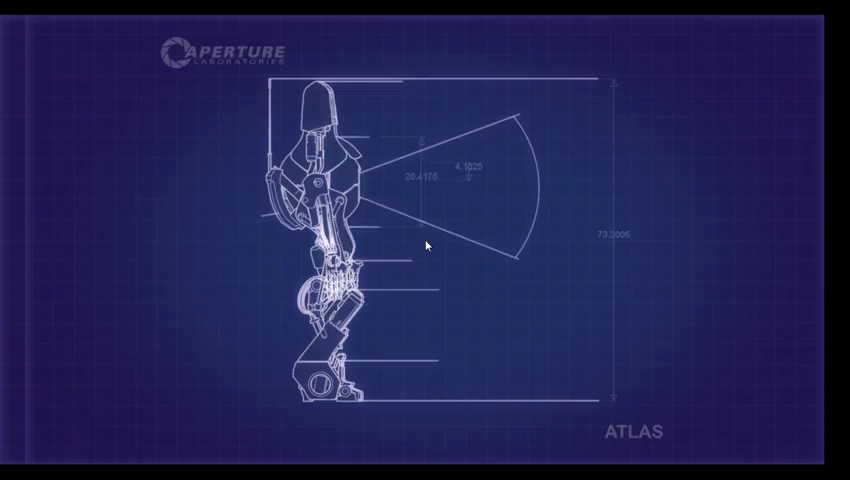 APERTURE
LABORATORIES
4.1625
20.4175
73.2006
ATLAS